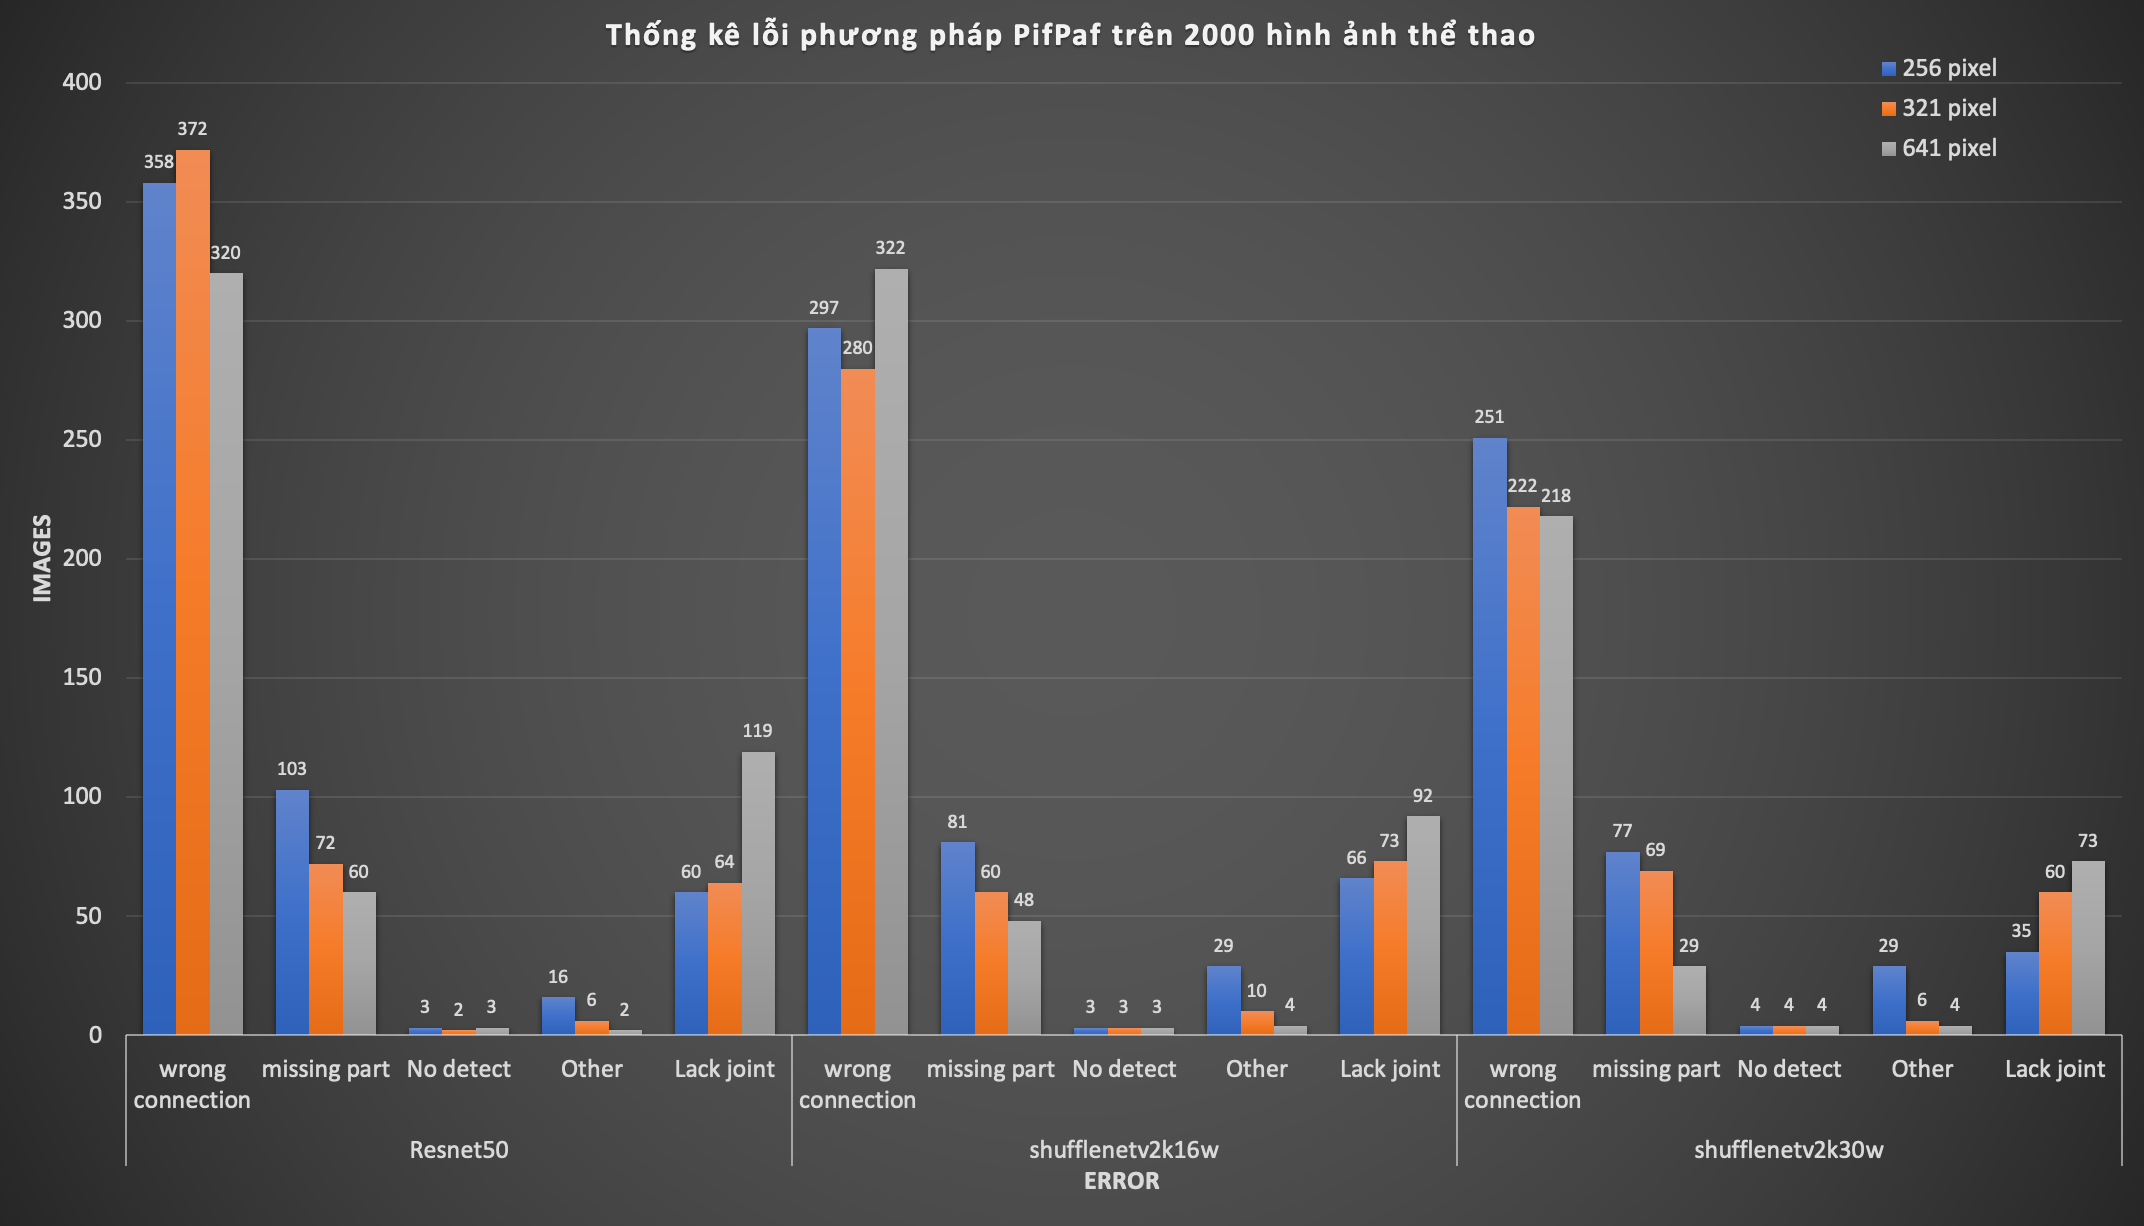 Thống kê lỗi phương pháp PifPaf trên 2000 hình ảnh thể thao
256 pixel
321 pixel
641 pixel
400
350
300
250
200
150
100
50
0
IMAGES
358
372
320
103
72
60
3
2
3
16
6
2
60
64
119
297
280
322
81
60
48
3
3
3
29
10
4
66
73
92
251
222
218
77
69
29
4
4
4
29
6
4
35
60
73
wrong
connection
missing part
No detect
Other
Lack joint
wrong
connection
missing part
No detect
Other
Lack joint
wrong
connection
missing part
No detect
Other
Lack joint
Resnet50
shufflenetv2k16w
shufflenetv2k30w
ERROR